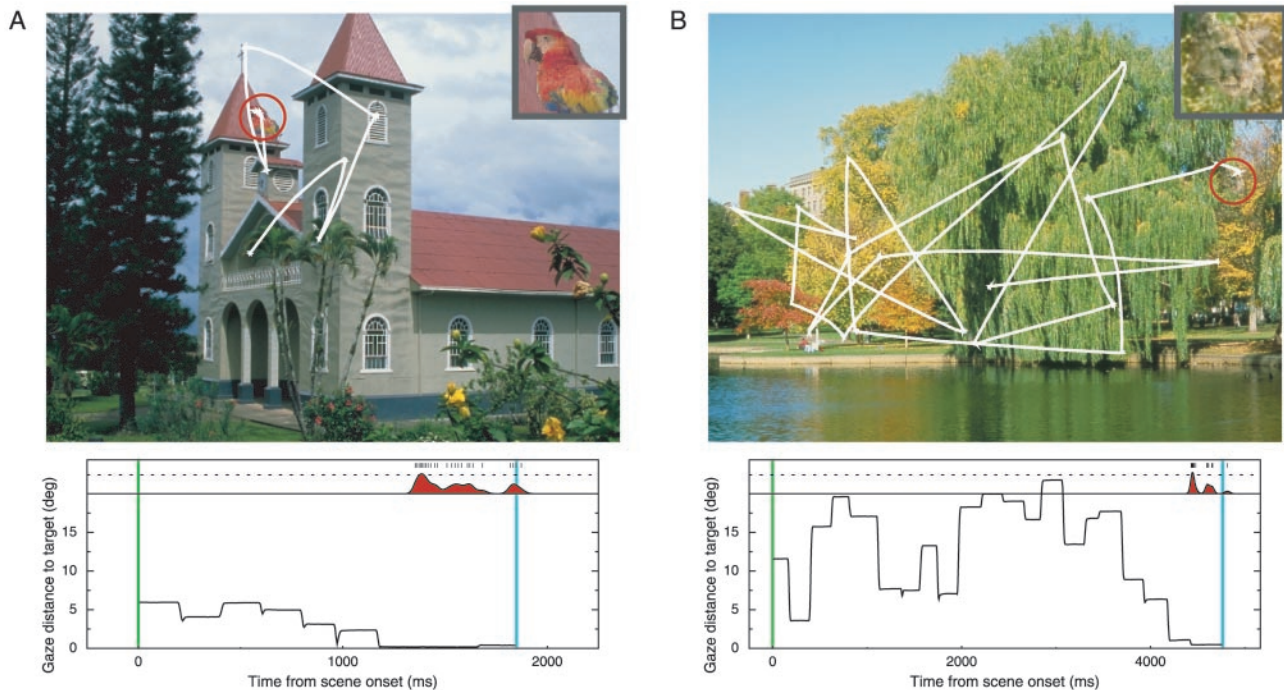 A
B
Gaze distance to target (deg)
15
10
5
0
0
1000
2000
Time from scene onset (ms)
Gaze distance to target (deg)
15
10
5
0
0
2000
4000
Time from scene onset (ms)